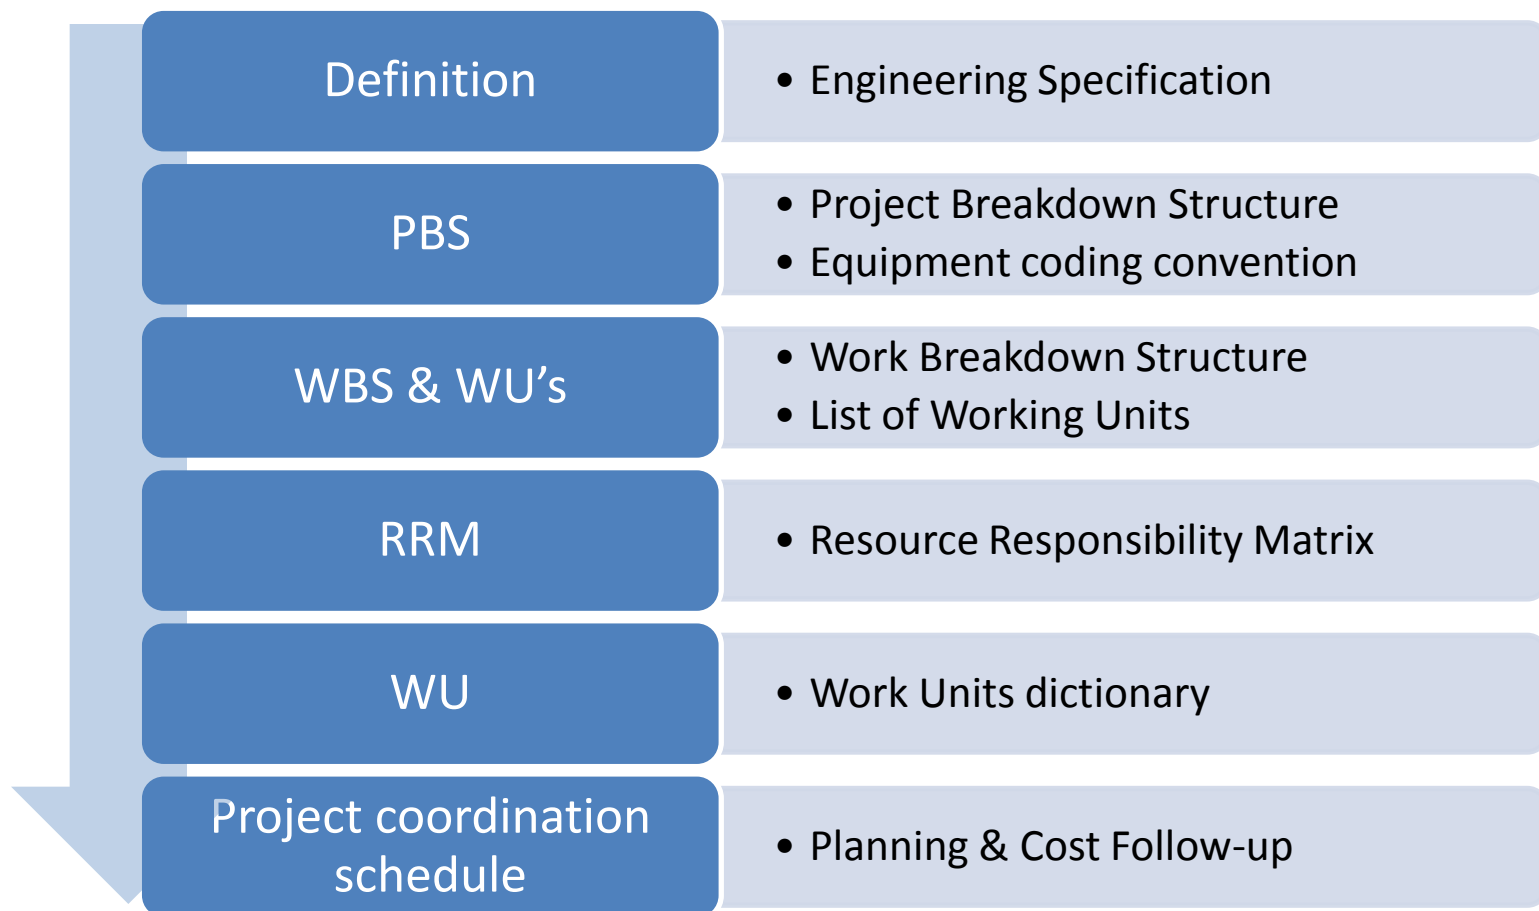 Definition
• Engineering Specification
PBS
• Project Breakdown Structure
• Equipment coding convention
WBS & WU’s
• Work Breakdown Structure
• List of Working Units
RRM
• Resource Responsibility Matrix
WU
• Work Units dictionary
Project coordination
schedule
• Planning & Cost Follow-up